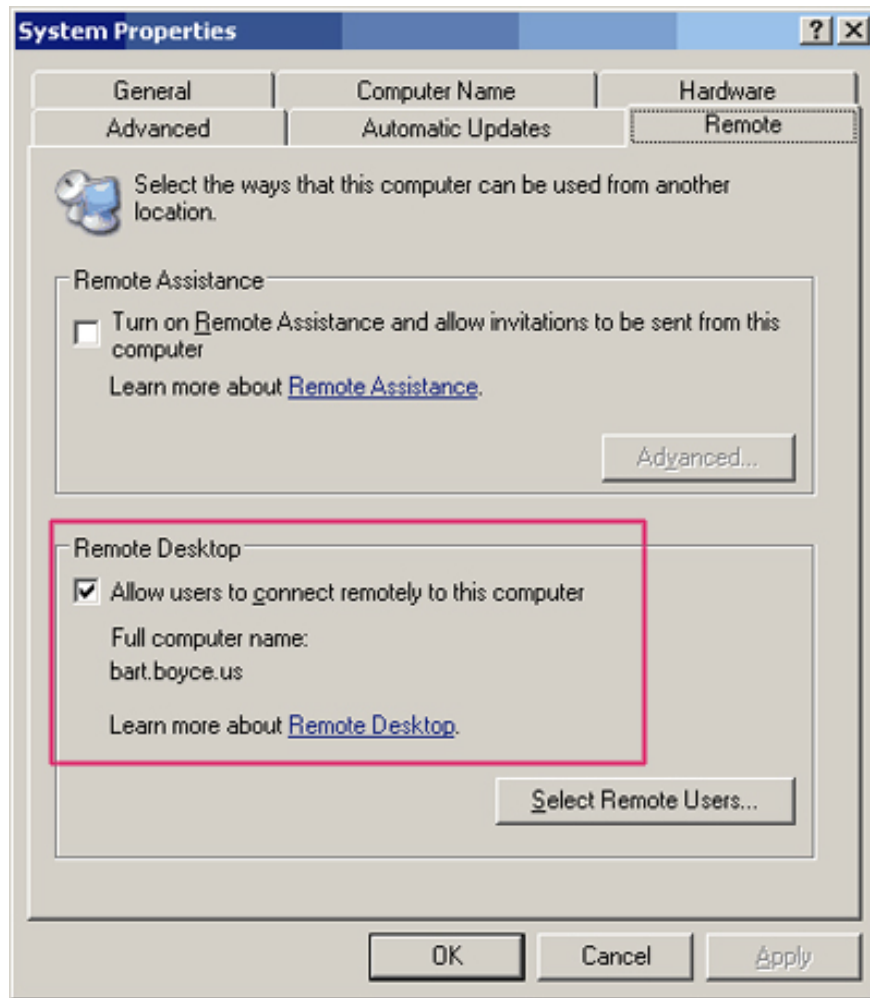 System Properties
General Computer Name Hardware
Advanced Automatic Updates Remote
Select the ways that this computer can be used from another
location.
Remote Assistance
Turn on Remote Assistance and allow invitations to be sent from this
computer
Learn more about Remote Assistance.
Advanced...
Remote Desktop
Allow users to connect remotely to this computer
Full computer name:
bart.boyce.us
Learn more about Remote Desktop.
Select Remote Users...
OK Cancel Apply